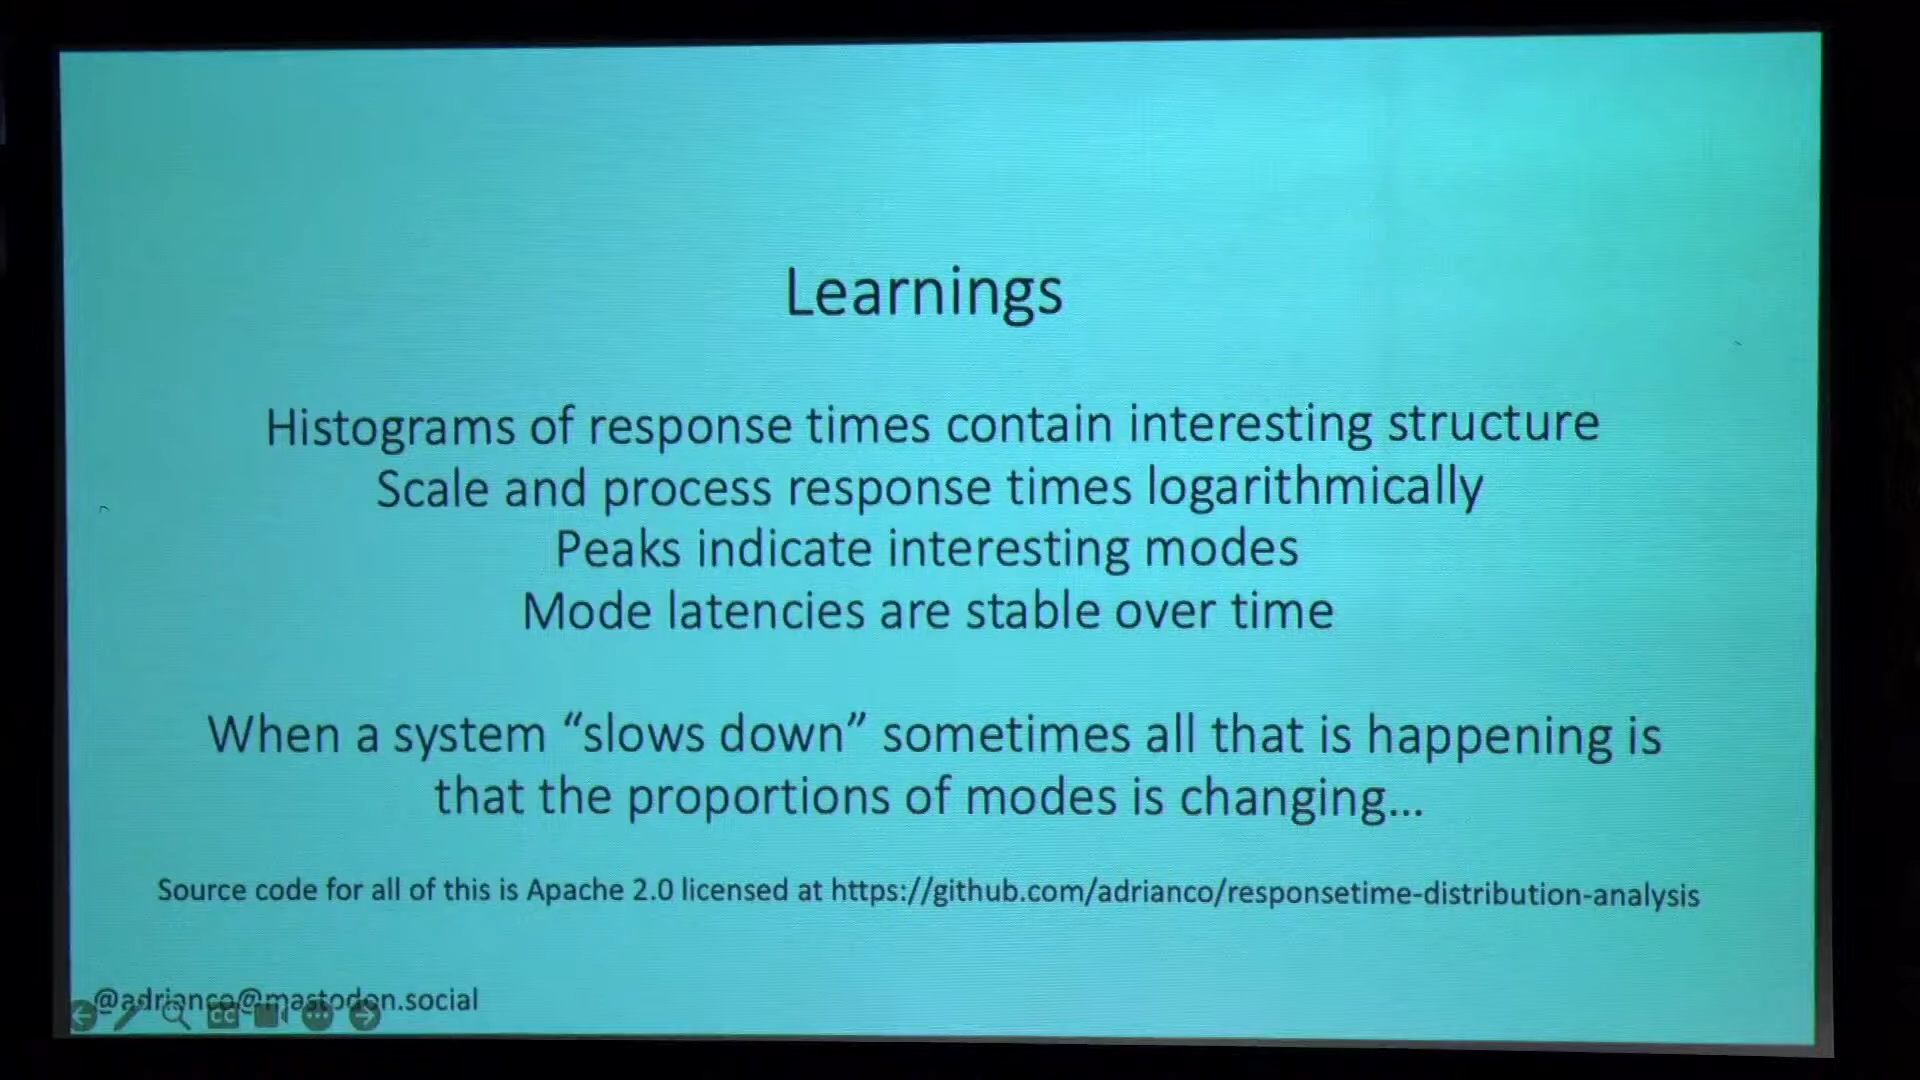 Learnings
Histograms of response times contain interesting structure
Scale and process response times logarithmically
Peaks indicate interesting modes
Mode latencies are stable over time
When a system “slows down” sometimes all that is happening is
that the proportions of modes is changing...
Source code for all of this is Apache 2.0 licensed at https://github.com/adrianco/responsetime-distribution-analysis
@adrianco@mastodon.social
CC